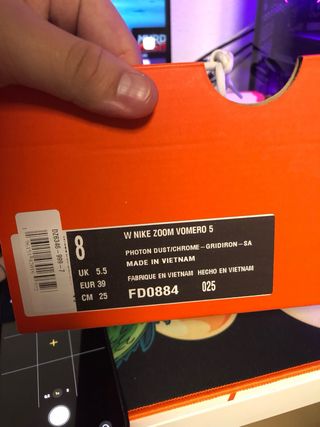 8
W NIKE ZOOM VOMERO 5
PHOTON DUST/CHROME-GRIDIRON-SA
MADE IN VIETNAM
UK 5.5
FABRIQUE EN VIETNAM HECHO EN VIETNAM
EUR 39
CM 25
FD0884 025